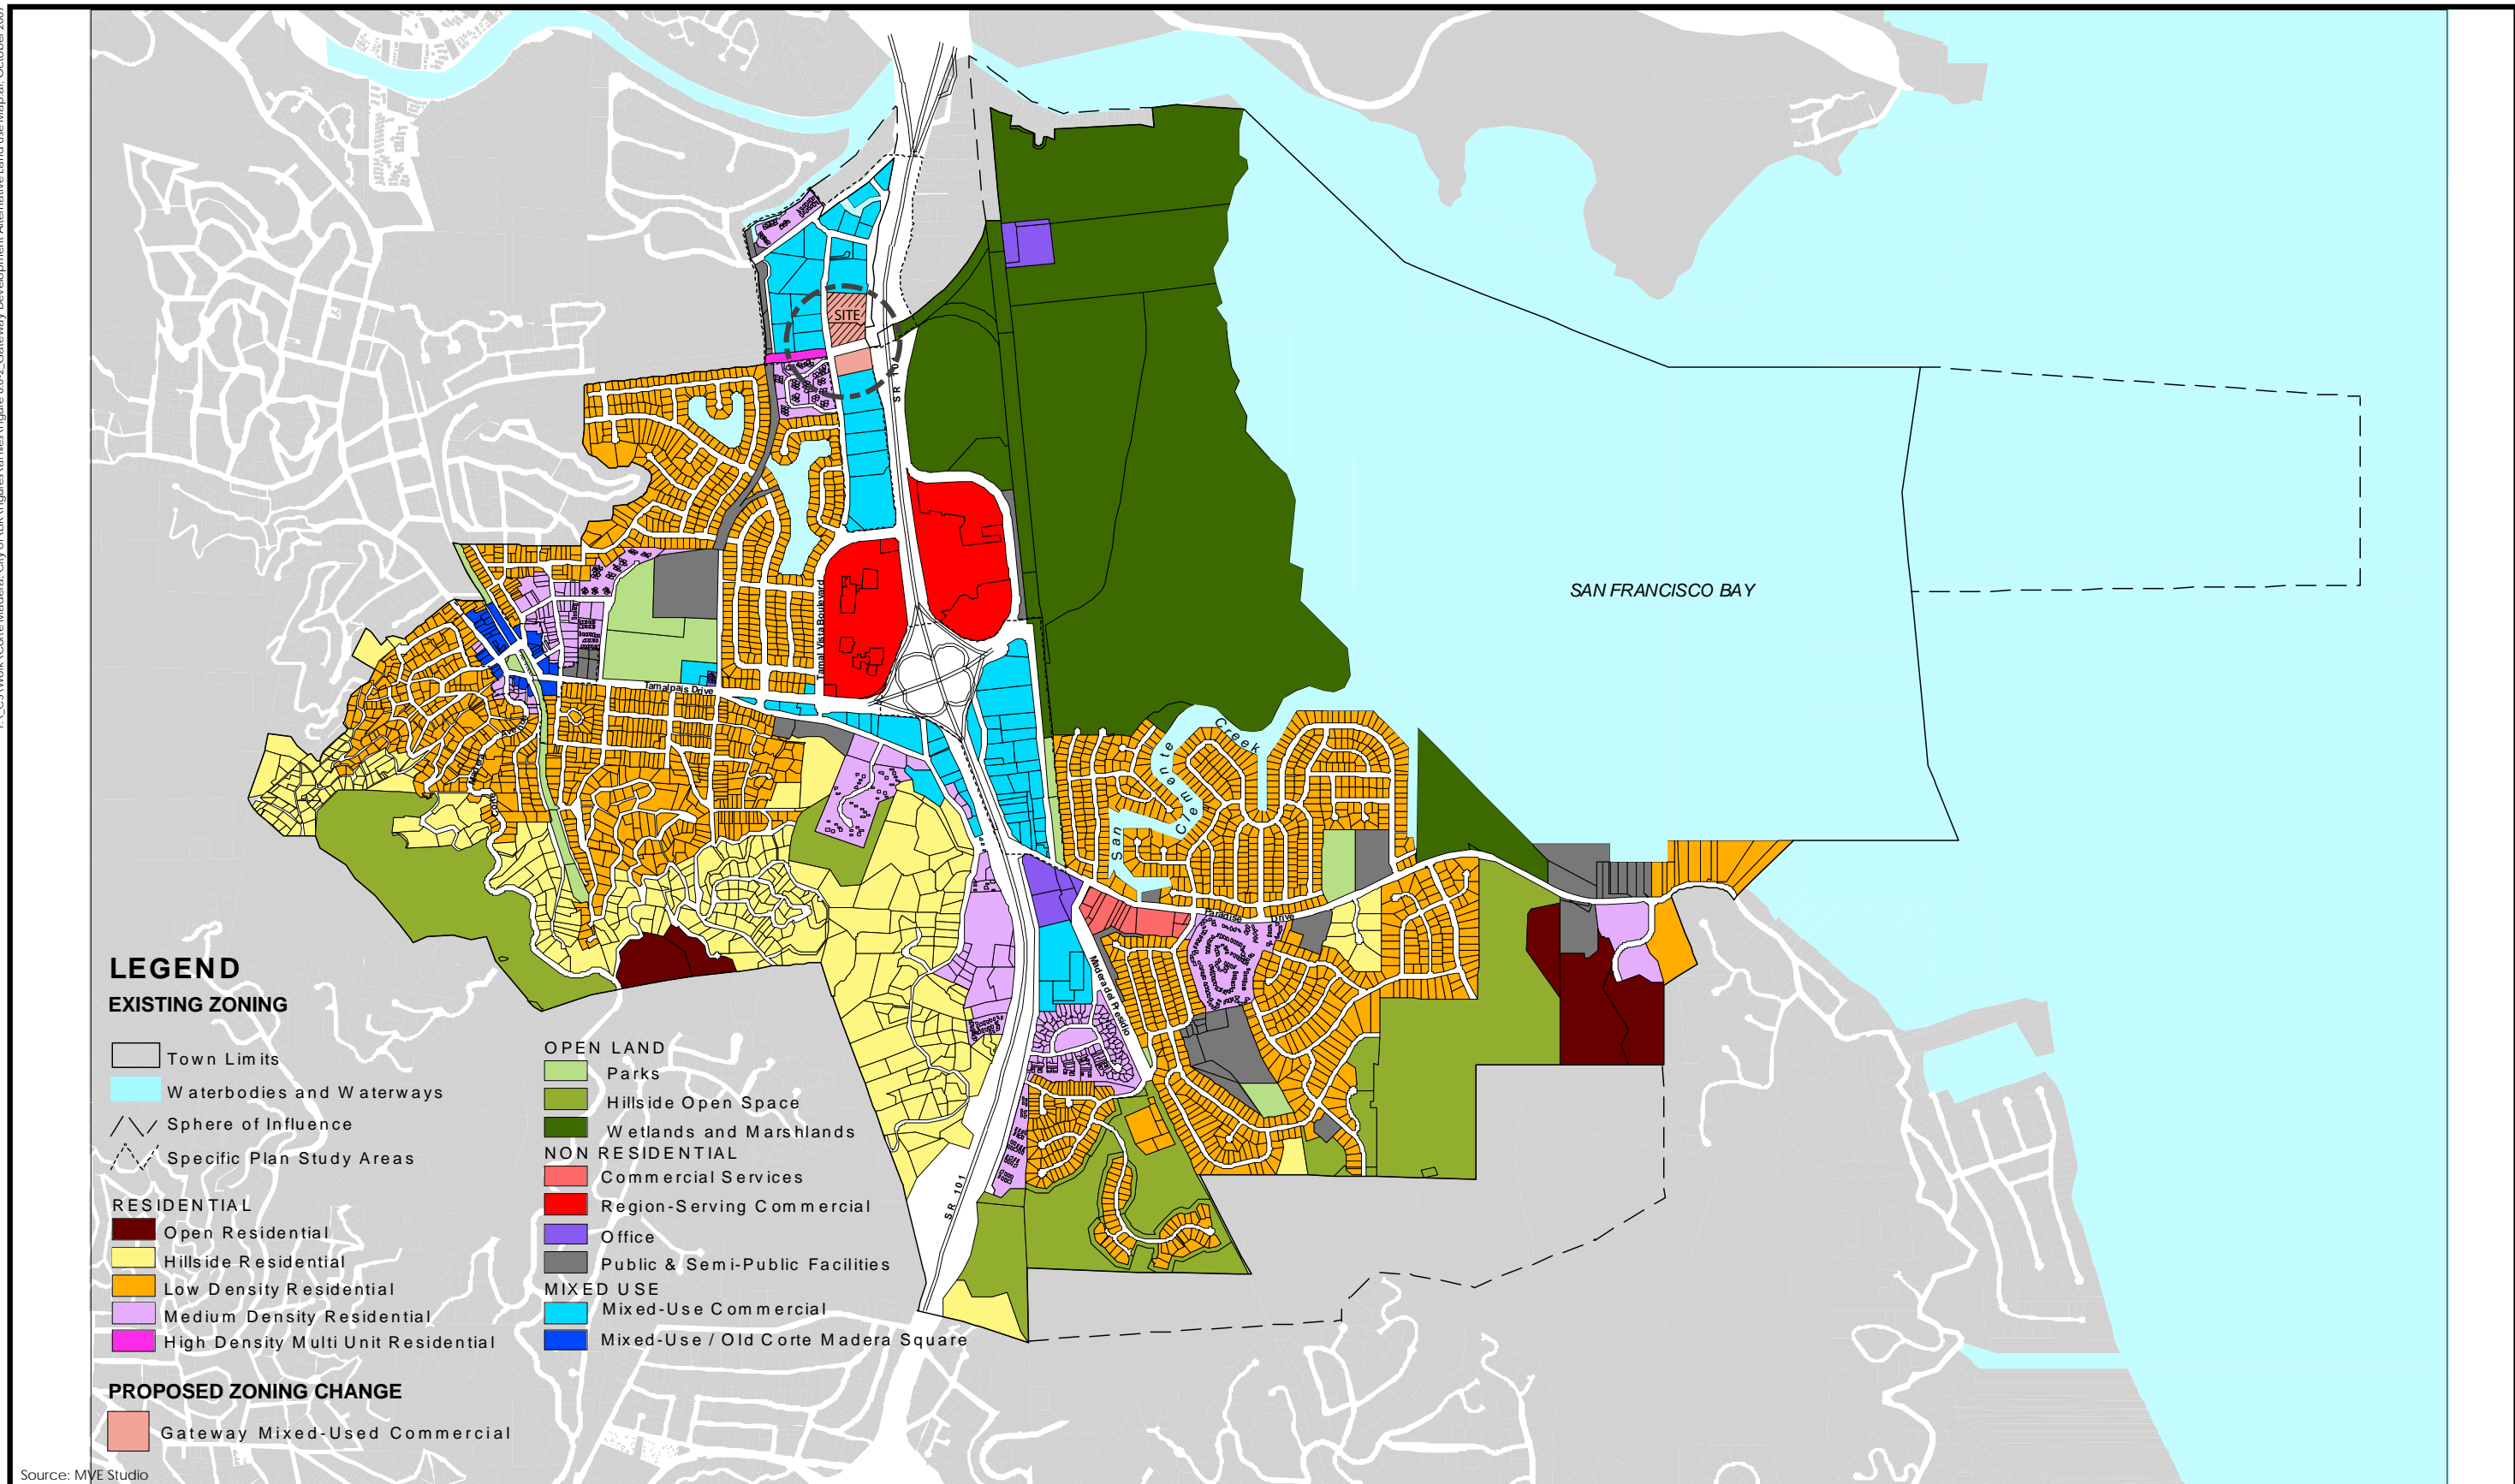 SITE
SR 101
SAN FRANCISCO BAY
Tamal Vista Boulevard
Tamalpais Drive
Corte Madera Avenue
San Clemente Creek
Paradise Drive
Madera del Presidio
SR 101
LEGEND
EXISTING ZONING
Town Limits
Waterbodies and Waterways
Sphere of Influence
Specific Plan Study Areas
RESIDENTIAL
Open Residential
Hillside Residential
Low Density Residential
Medium Density Residential
High Density Multi Unit Residential
OPEN LAND
Parks
Hillside Open Space
Wetlands and Marshlands
NON RESIDENTIAL
Commercial Services
Region-Serving Commercial
Office
Public & Semi-Public Facilities
MIXED USE
Mixed-Use Commercial
Mixed-Use / Old Corte Madera Square
PROPOSED ZONING CHANGE
Gateway Mixed-Used Commercial
Source: MVE Studio